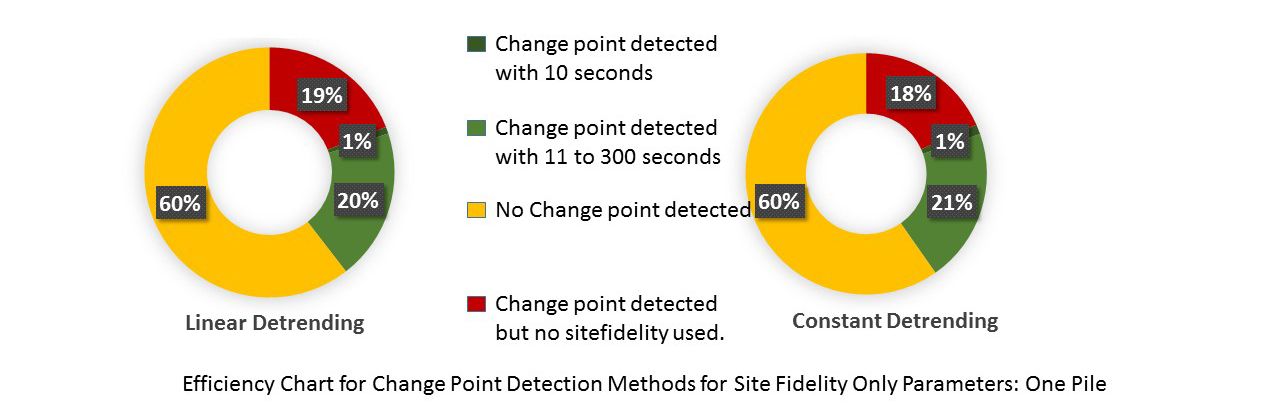 19%
1%
20%
60%
Linear Detrending
Change point detected
with 10 seconds
Change point detected
with 11 to 300 seconds
No Change point detected
Change point detected
but no sitefidelity used.
18%
1%
21%
60%
Constant Detrending
Efficiency Chart for Change Point Detection Methods for Site Fidelity Only Parameters: One Pile